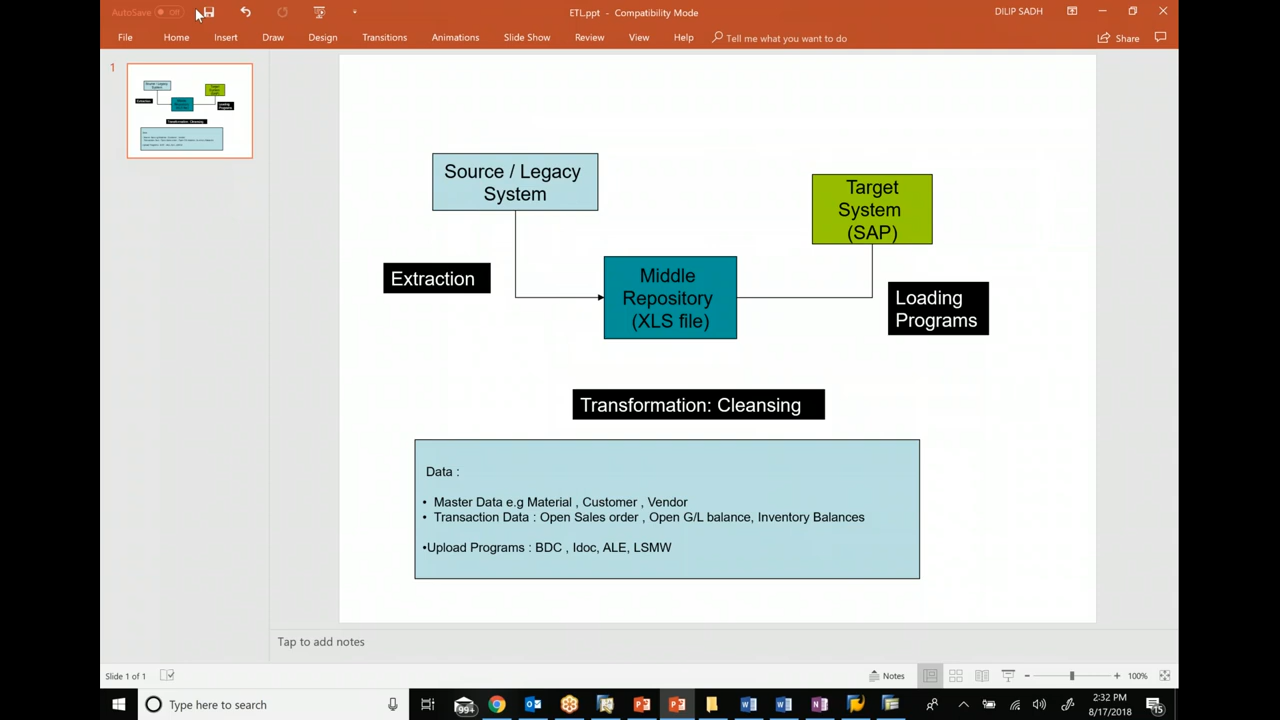 AutoSave Off
ETL.ppt - Compatibility Mode
DILIP SADH
File Home Insert Draw Design Transitions Animations Slide Show Review View Help Tell me what you want to do Share
1
Source / Legacy
System
Target
System
(SAP)
Extraction
Middle
Repository
(XLS file)
Loading
Programs
Transformation: Cleansing
Data :
• Master Data e.g Material , Customer , Vendor
• Transaction Data : Open Sales order , Open G/L balance, Inventory Balances
•Upload Programs : BDC , Idoc, ALE, LSMW
Tap to add notes
Slide 1 of 1
Notes
100%
Type here to search
99+
2:32 PM
8/17/2018
15